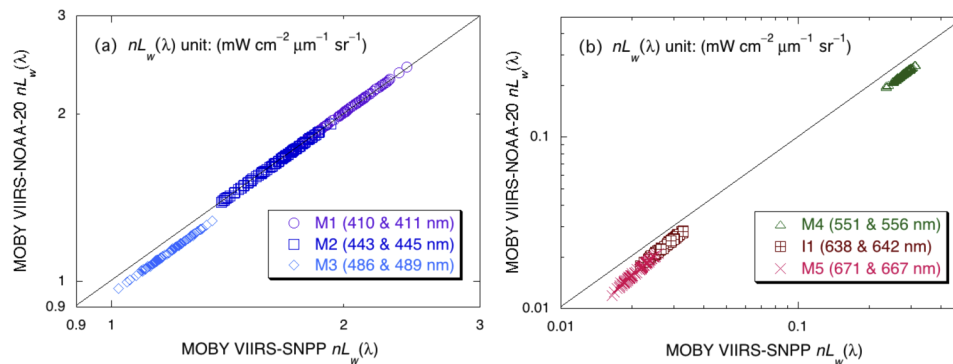 (a) nLw(λ) unit: (mW cm⁻² μm⁻¹ sr⁻¹)
MOBY VIIRS-NOAA-20 nLw(λ)
3
2
1
0.9
M1 (410 & 411 nm)
M2 (443 & 445 nm)
M3 (486 & 489 nm)
0.9
1
2
3
MOBY VIIRS-SNPP nLw(λ)
(b) nLw(λ) unit: (mW cm⁻² μm⁻¹ sr⁻¹)
MOBY VIIRS-NOAA-20 nLw(λ)
0.1
0.01
M4 (551 & 556 nm)
I1 (638 & 642 nm)
M5 (671 & 667 nm)
0.01
0.1
MOBY VIIRS-SNPP nLw(λ)